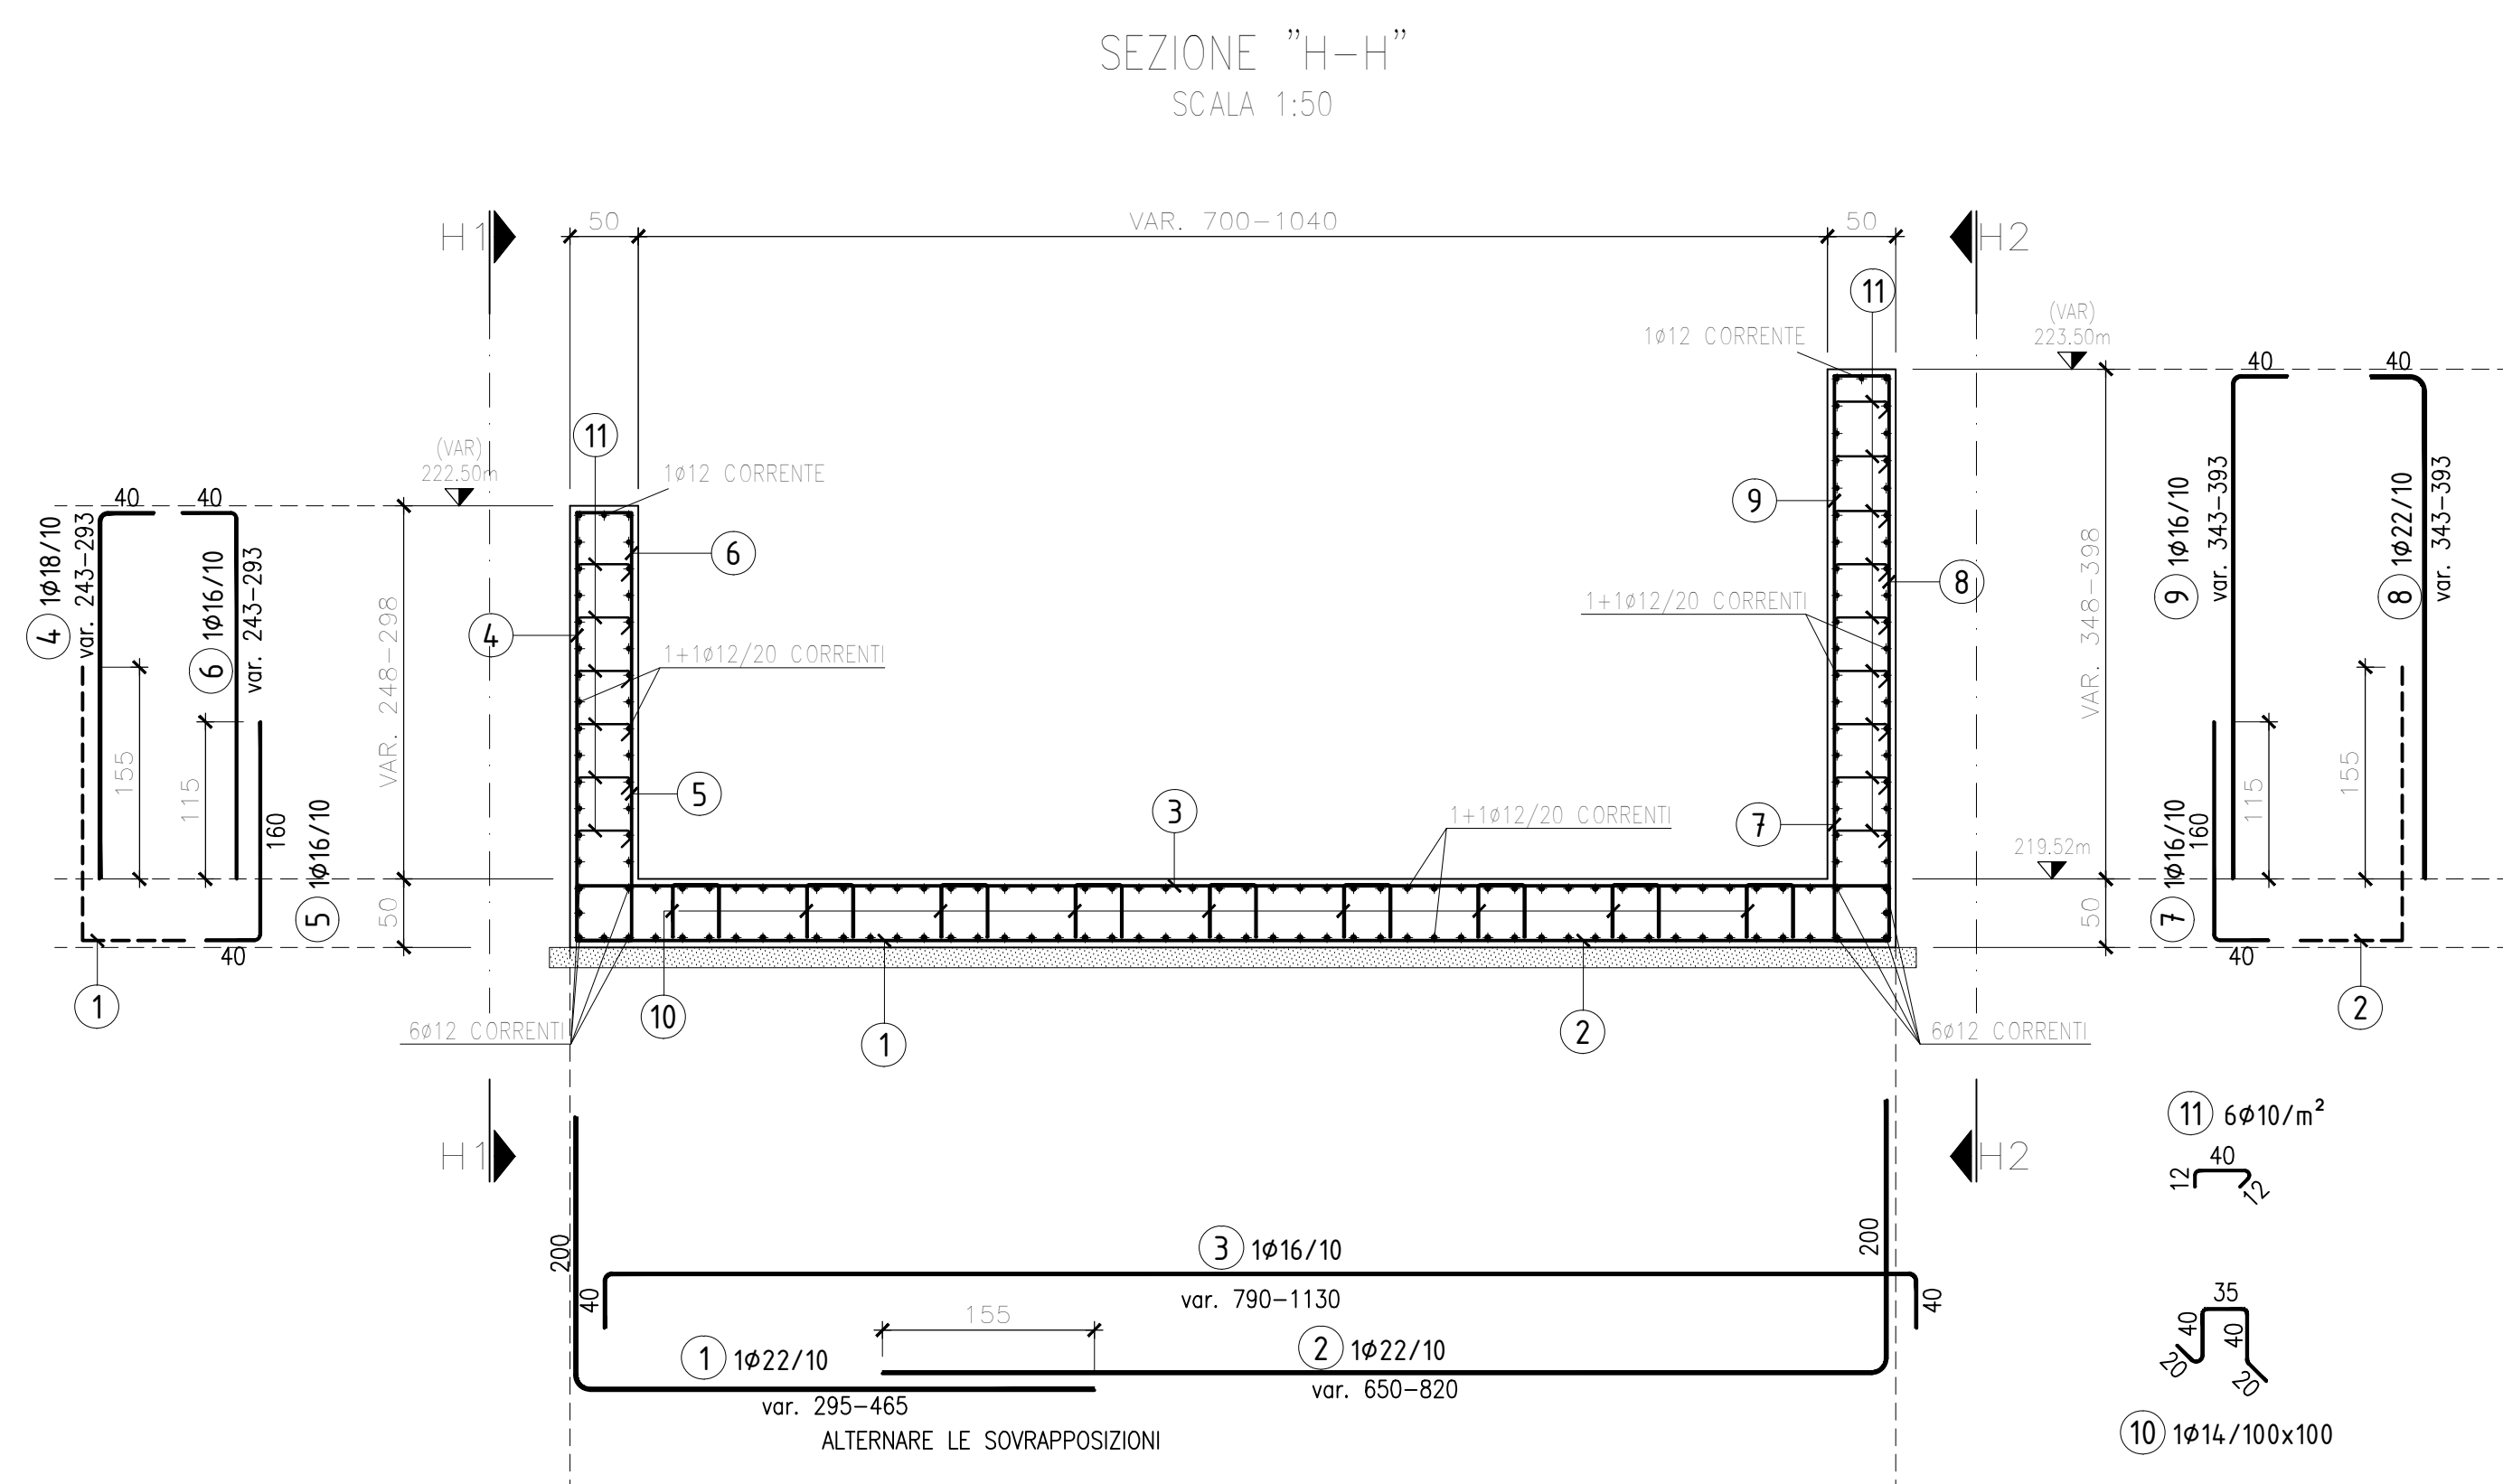 SEZIONE "H-H"
SCALA 1:50
H1
50
VAR. 700-1040
50
H2
11
1ø12 CORRENTE
(VAR)
223.50m
40
40
11
(VAR)
222.50m
1ø12 CORRENTE
9
9 1ø16/10
var. 343-393
8 1ø22/10
var. 343-393
40
40
4 1ø18/10
var. 243-293
6 1ø16/10
var. 243-293
6
8
4
1+1ø12/20 CORRENTI
1+1ø12/20 CORRENTI
VAR. 248-298
VAR. 348-398
155
115
160
5 1ø16/10
5
3
1+1ø12/20 CORRENTI
7
219.52m
7 1ø16/10
160
115
155
50
50
40
40
1
10
1
2
2
6ø12 CORRENTI
6ø12 CORRENTI
H1
H2
11 6ø10/m²
40
12
12
200
200
3 1ø16/10
40
var. 790-1130
40
155
1 1ø22/10
2 1ø22/10
var. 295-465
var. 650-820
ALTERNARE LE SOVRAPPOSIZIONI
35
40
40
20
20
10 1ø14/100x100